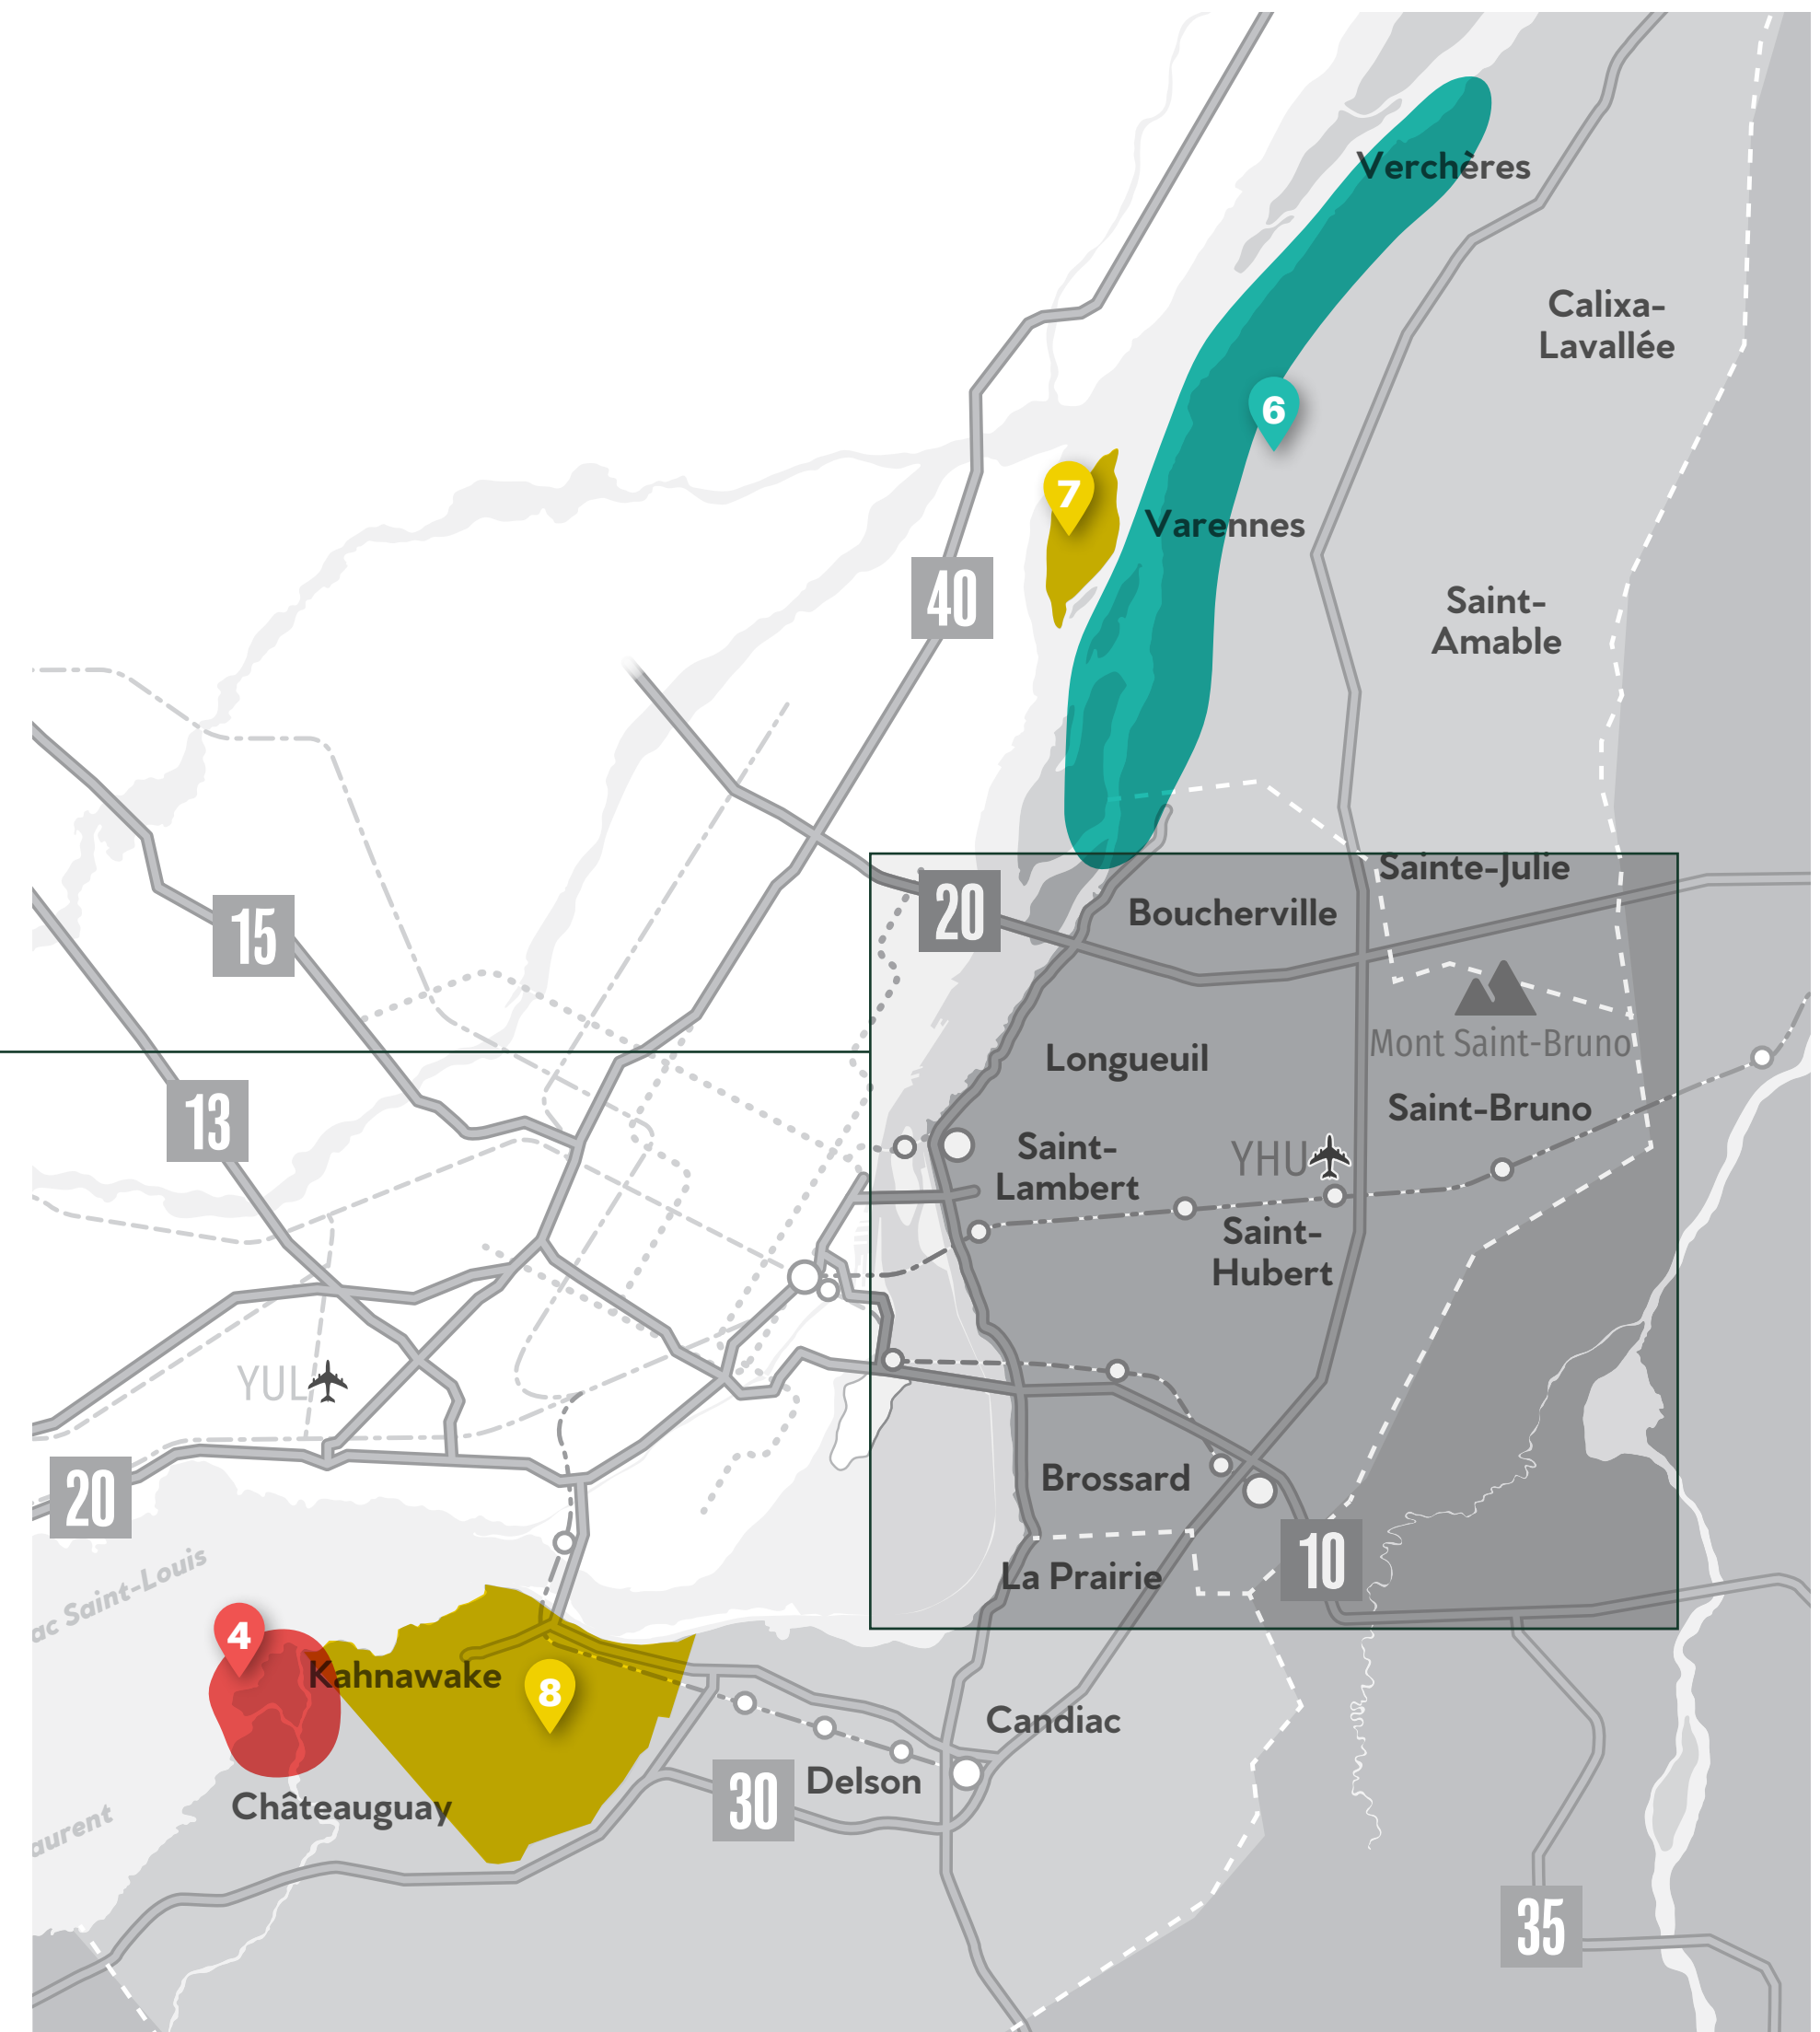 Verchères
Calixa-
Lavallée
6
7
Varennes
40
Saint-
Amable
Sainte-Julie
20
Boucherville
15
Mont Saint-Bruno
Longueuil
13
Saint-Bruno
Saint-
Lambert
YHU
Saint-
Hubert
YUL
Brossard
20
10
La Prairie
ac Saint-Louis
4
Kahnawake
8
Candiac
Delson
30
Châteauguay
aurent
35